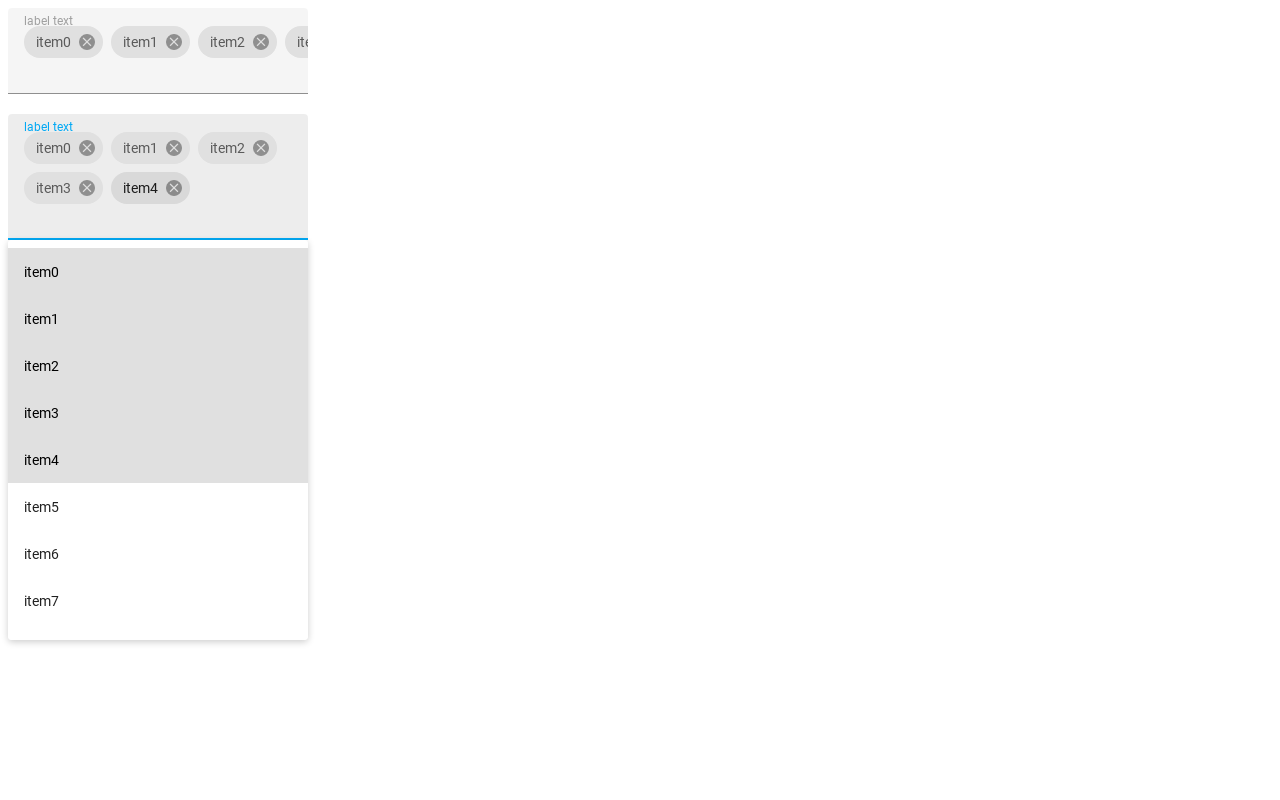 label text
item0 item1 item2 ite
label text
item0 item1 item2
item3 item4
item0
item1
item2
item3
item4
item5
item6
item7